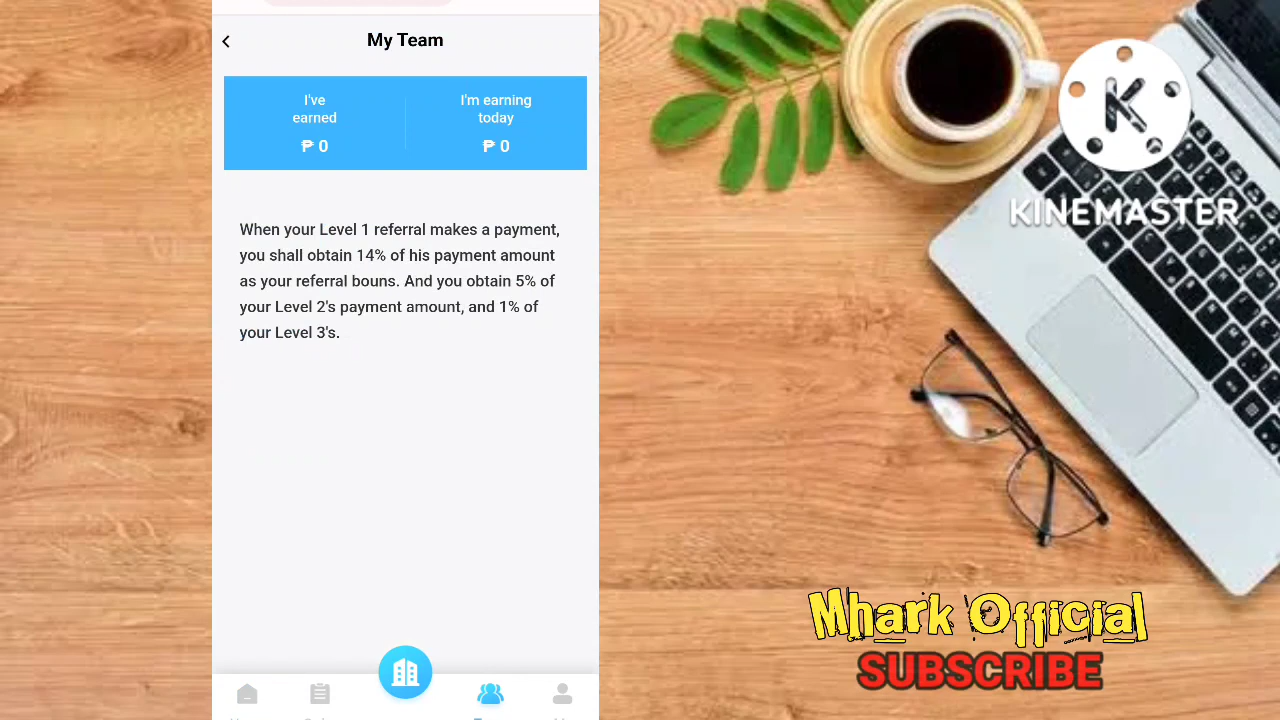 My Team
I've
earned
₱ 0
I'm earning
today
₱ 0
When your Level 1 referral makes a payment,
you shall obtain 14% of his payment amount
as your referral bouns. And you obtain 5% of
your Level 2's payment amount, and 1% of
your Level 3's.
K
KINEMASTER
Mhark Official
SUBSCRIBE